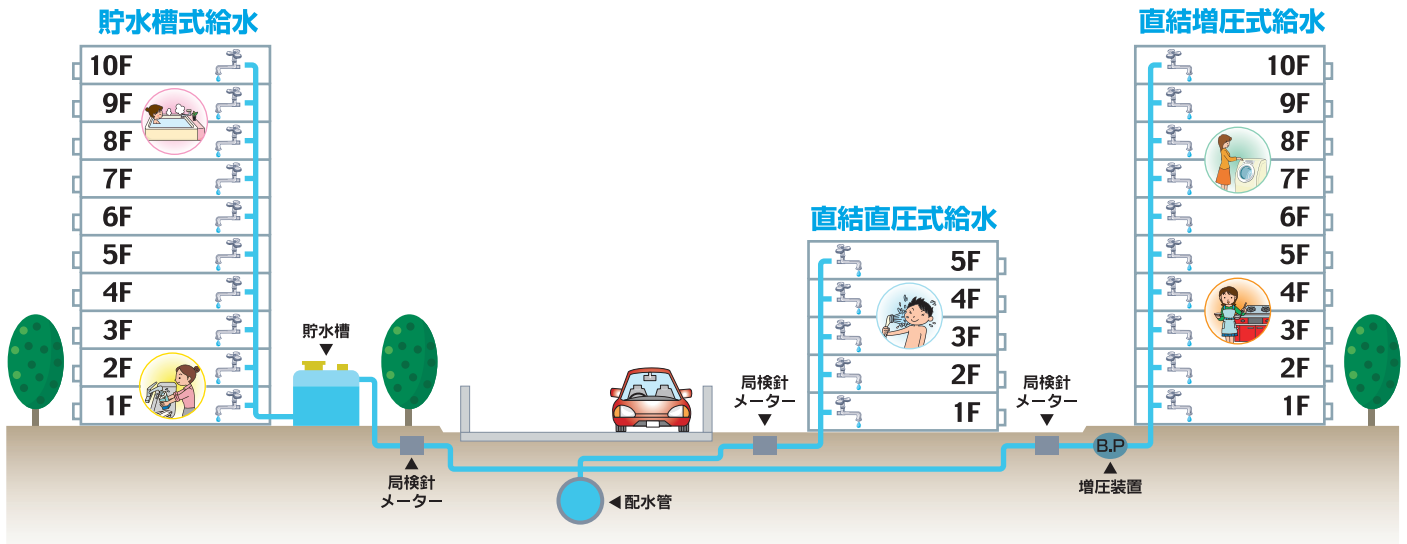 貯水槽式給水
10F
9F
8F
7F
6F
5F
4F
3F
2F
1F
貯水槽
局検針
メーター
配水管
直結直圧式給水
5F
4F
3F
2F
1F
局検針
メーター
局検針
メーター
直結増圧式給水
10F
9F
8F
7F
6F
5F
4F
3F
2F
1F
B.P
増圧装置